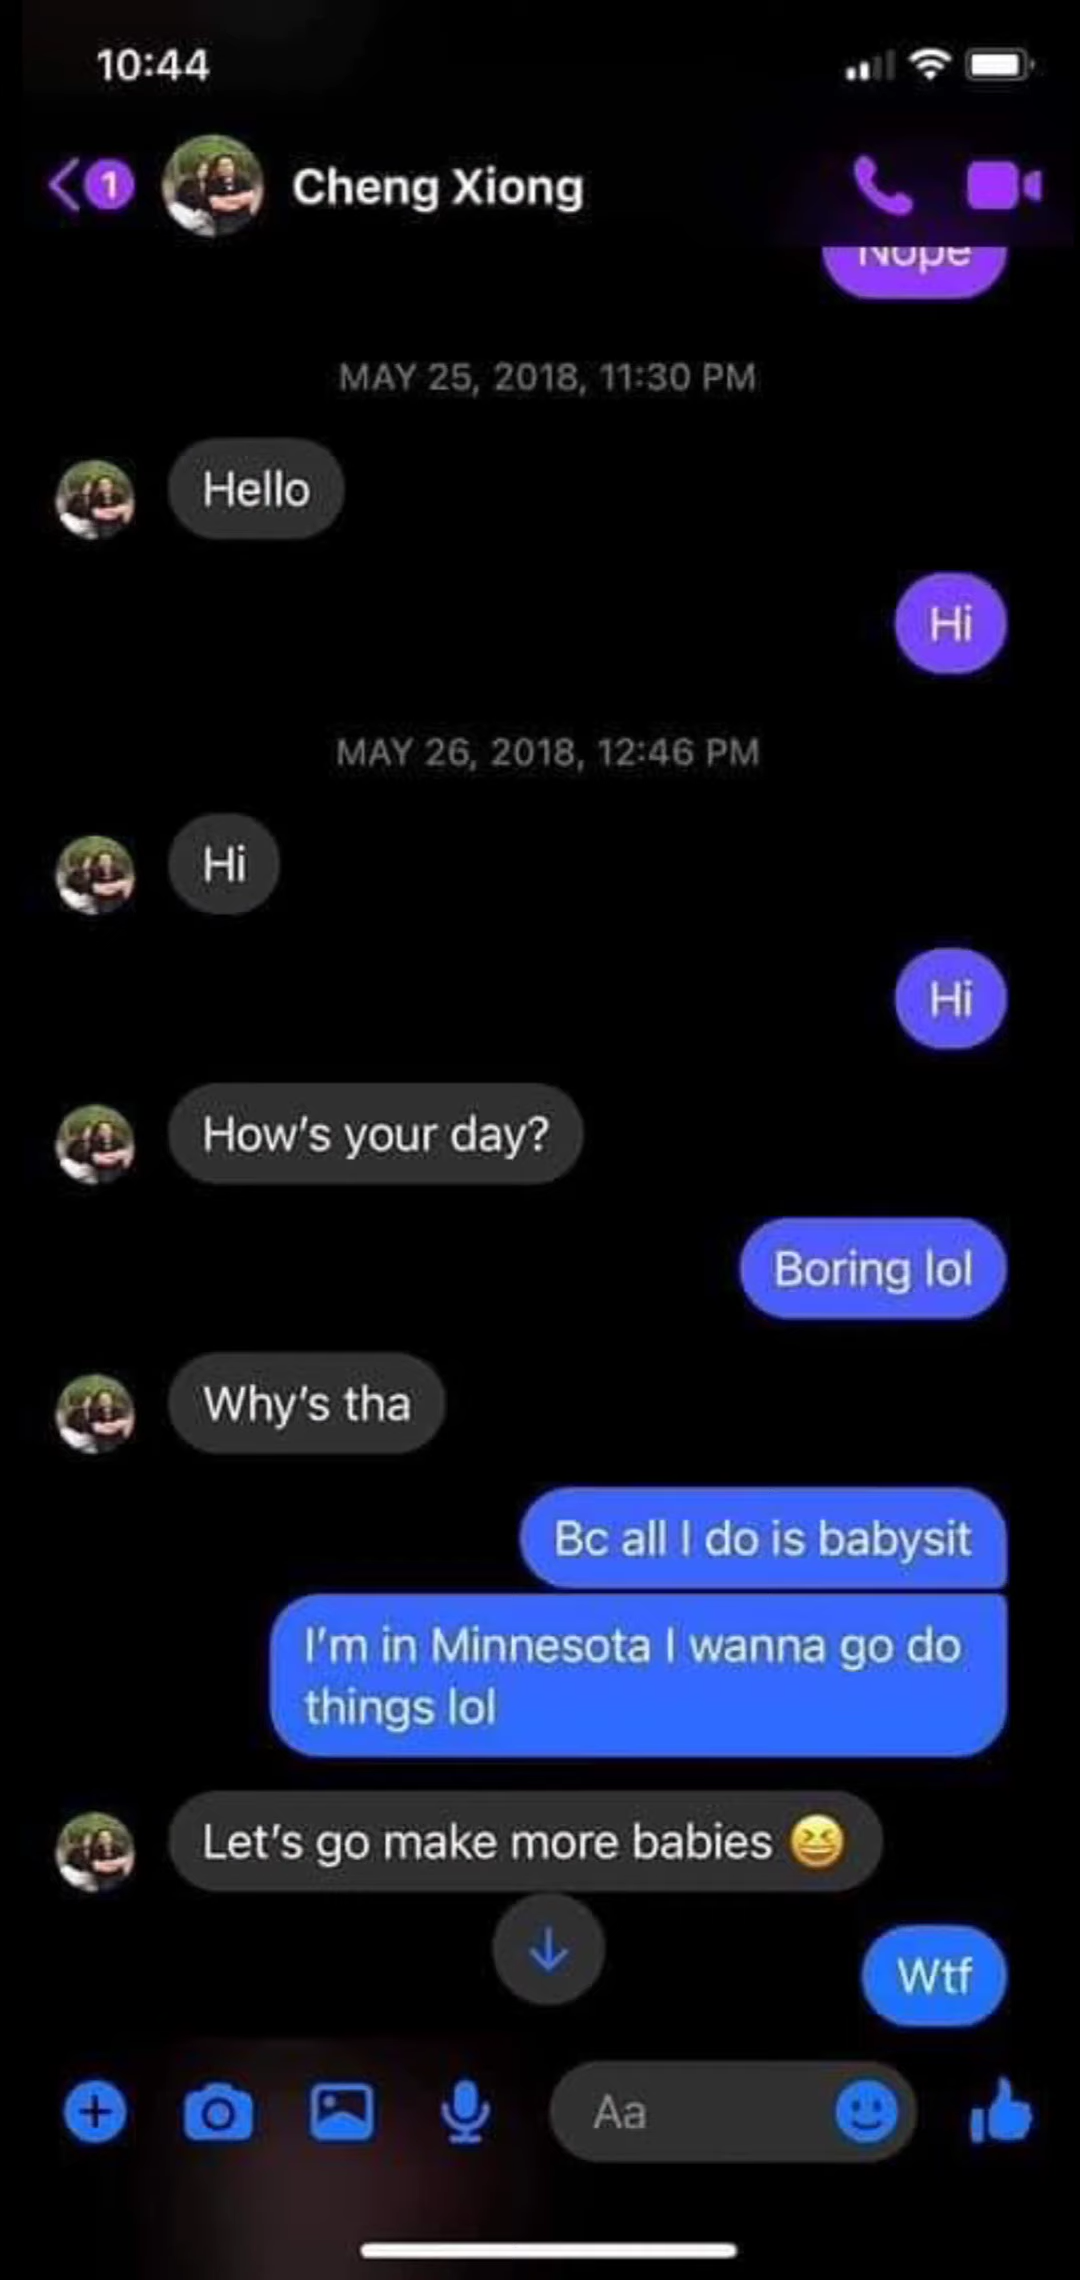 10:44
1
Cheng Xiong
Nope
MAY 25, 2018, 11:30 PM
Hello
Hi
MAY 26, 2018, 12:46 PM
Hi
Hi
How's your day?
Boring lol
Why's tha
Bc all I do is babysit
I'm in Minnesota I wanna go do
things lol
Let's go make more babies 😆
Wtf
Aa